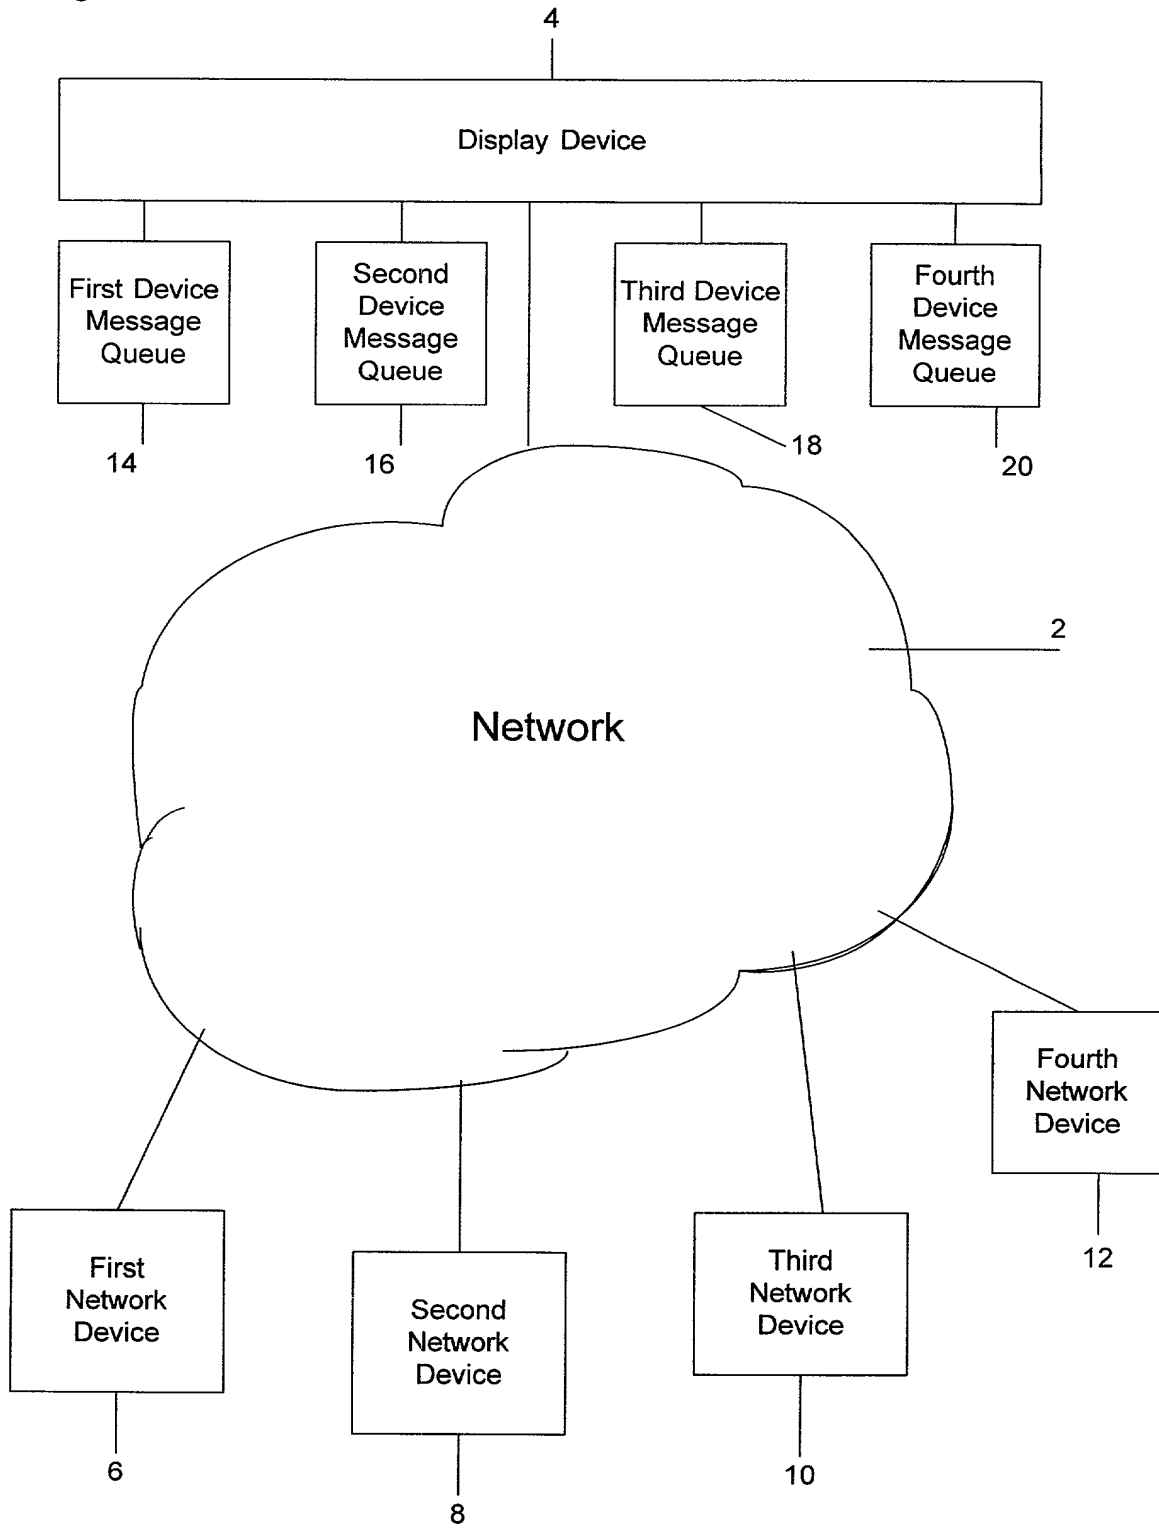 4
Display Device
First Device
Message
Queue
Second
Device
Message
Queue
Third Device
Message
Queue
Fourth
Device
Message
Queue
14
16
18
20
2
Network
Fourth
Network
Device
12
First
Network
Device
6
Second
Network
Device
8
Third
Network
Device
10